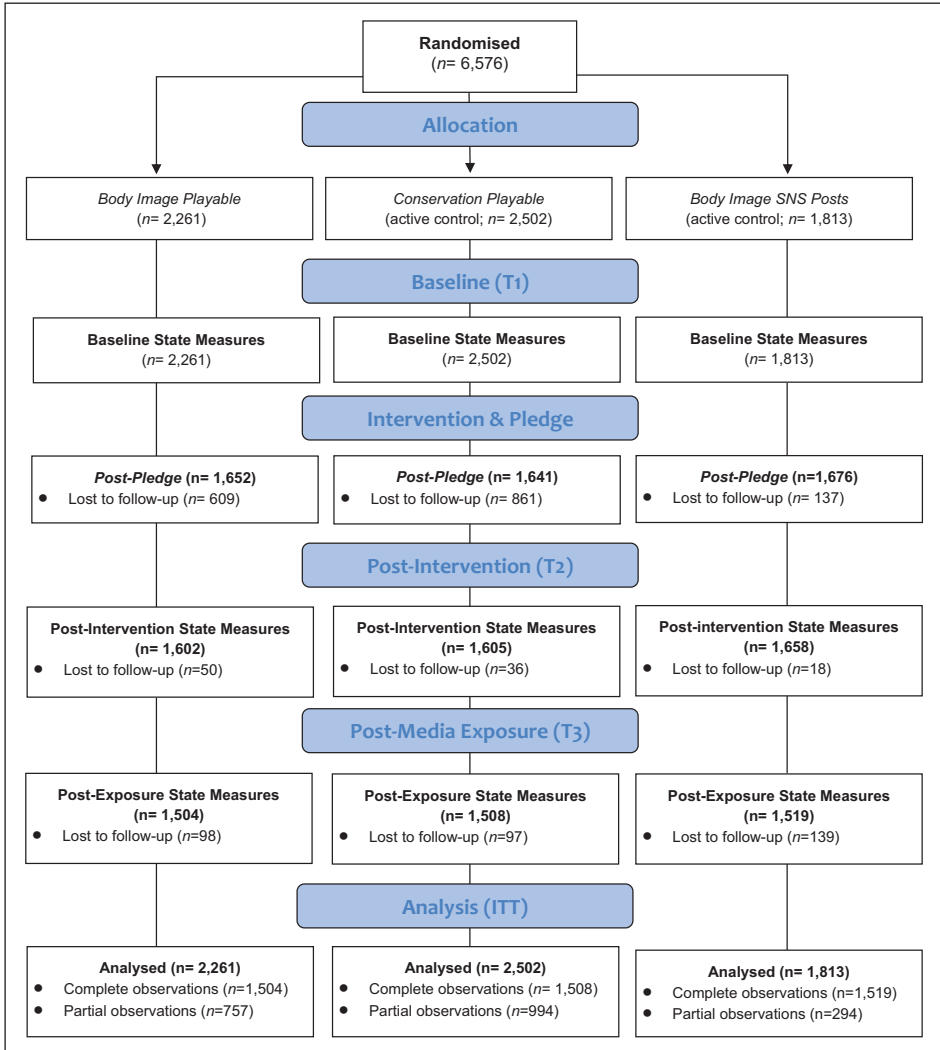 Randomised
(n= 6,576)
Allocation
Body Image Playable
(n= 2,261)
Conservation Playable
(active control; n= 2,502)
Body Image SNS Posts
(active control; n= 1,813)
Baseline (T1)
Baseline State Measures
(n= 2,261)
Baseline State Measures
(n= 2,502)
Baseline State Measures
(n= 1,813)
Intervention & Pledge
Post-Pledge (n= 1,652)
• Lost to follow-up (n= 609)
Post-Pledge (n= 1,641)
• Lost to follow-up (n= 861)
Post-Pledge (n=1,676)
• Lost to follow-up (n= 137)
Post-Intervention (T2)
Post-Intervention State Measures
(n= 1,602)
• Lost to follow-up (n=50)
Post-Intervention State Measures
(n= 1,605)
• Lost to follow-up (n=36)
Post-intervention State Measures
(n= 1,658)
• Lost to follow-up (n=18)
Post-Media Exposure (T3)
Post-Exposure State Measures
(n= 1,504)
• Lost to follow-up (n=98)
Post-Exposure State Measures
(n= 1,508)
• Lost to follow-up (n=97)
Post-Exposure State Measures
(n= 1,519)
• Lost to follow-up (n=139)
Analysis (ITT)
Analysed (n= 2,261)
• Complete observations (n=1,504)
• Partial observations (n=757)
Analysed (n= 2,502)
• Complete observations (n= 1,508)
• Partial observations (n=994)
Analysed (n= 1,813)
• Complete observations (n=1,519)
• Partial observations (n=294)